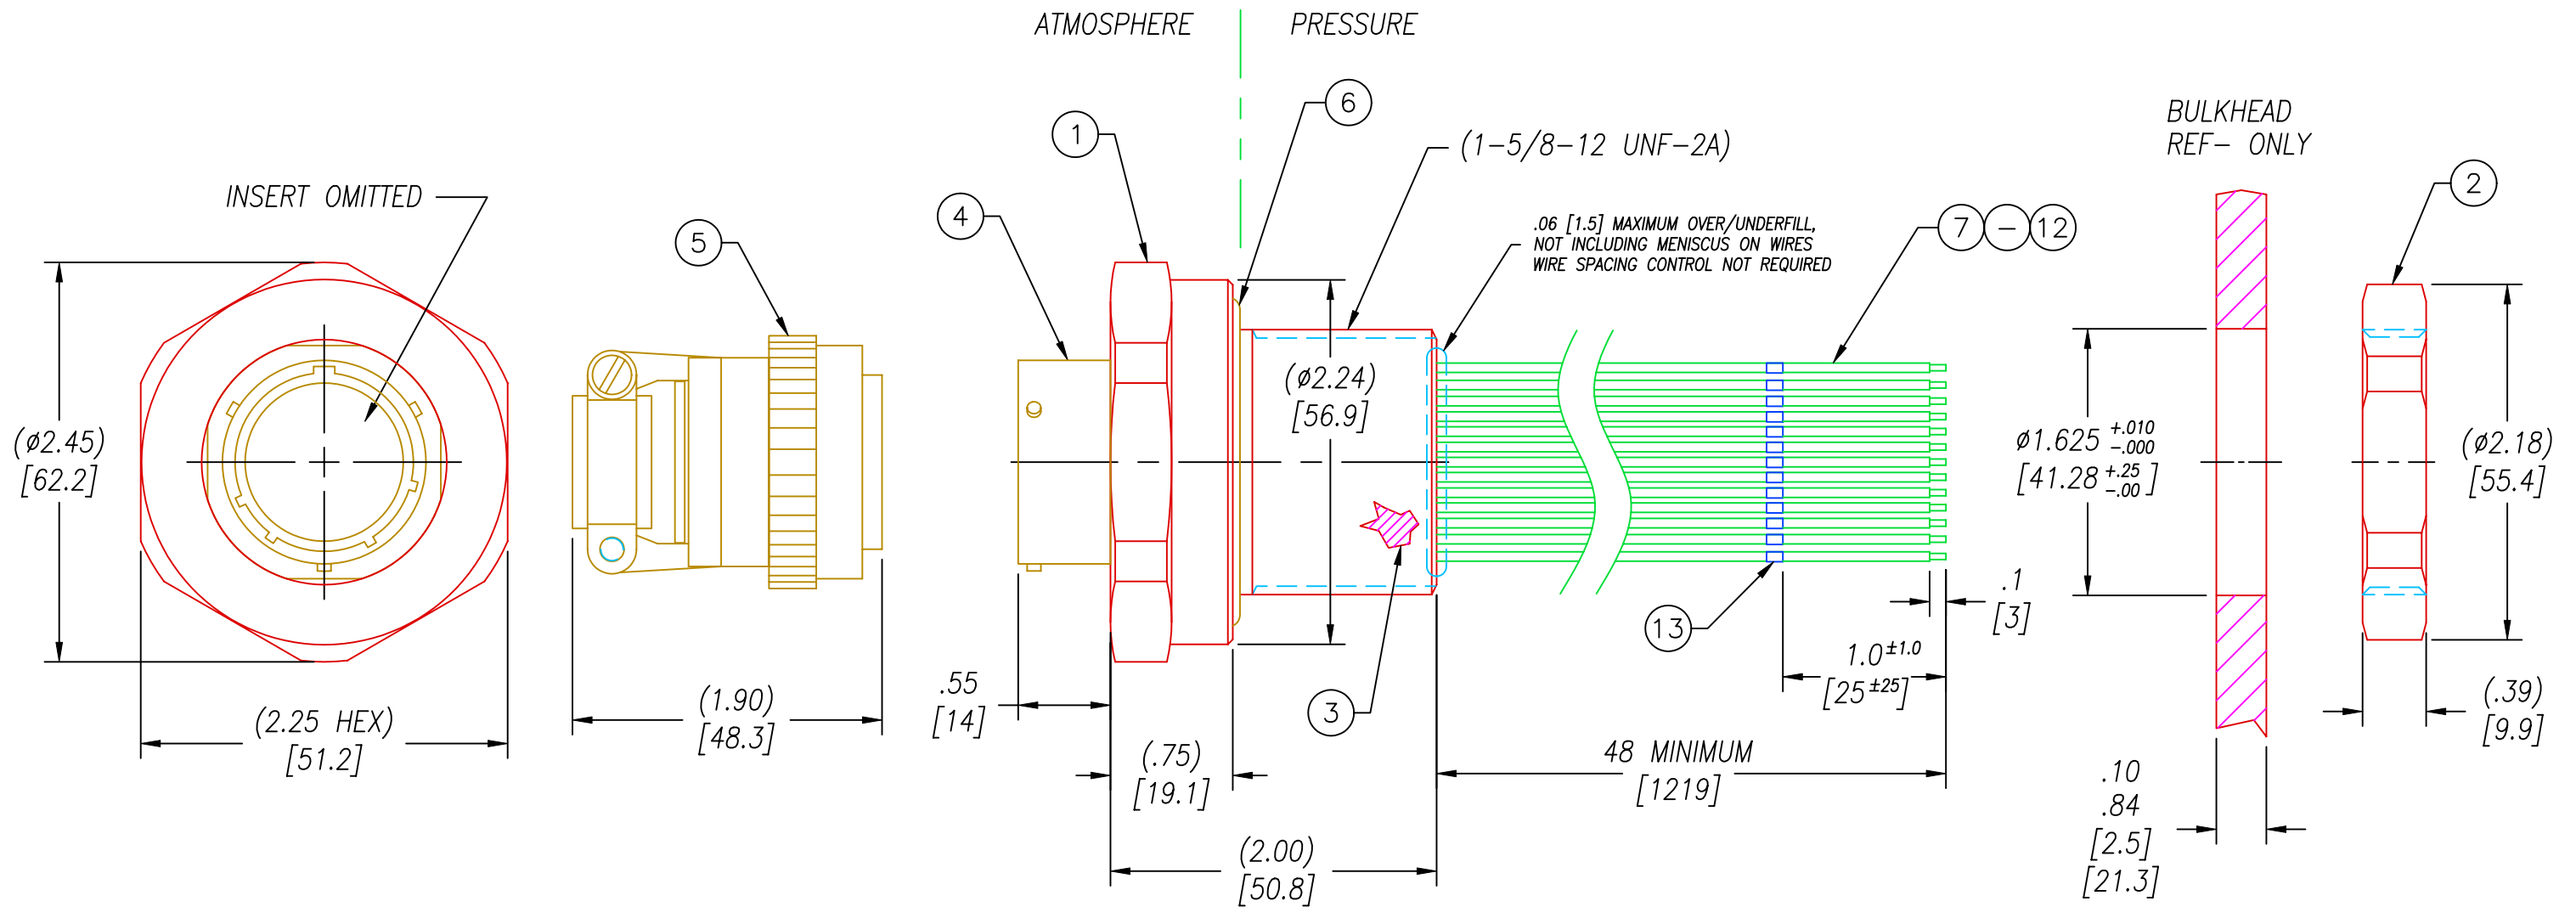 ATMOSPHERE
PRESSURE
6
1
(1-5/8-12 UNF-2A)
BULKHEAD
REF- ONLY
2
INSERT OMITTED
4
5
.06 [1.5] MAXIMUM OVER/UNDERFILL,
NOT INCLUDING MENISCUS ON WIRES
WIRE SPACING CONTROL NOT REQUIRED
7 - 12
(ø2.45)
[62.2]
(ø2.24)
[56.9]
ø1.625 +.010 -.000
[41.28 +.25 -.00]
(ø2.18)
[55.4]
.1
[3]
13
1.0±1.0
[25±25]
3
(2.25 HEX)
[51.2]
(1.90)
[48.3]
.55
[14]
(.75)
[19.1]
48 MINIMUM
[1219]
(2.00)
[50.8]
.10
.84
[2.5]
[21.3]
(.39)
[9.9]